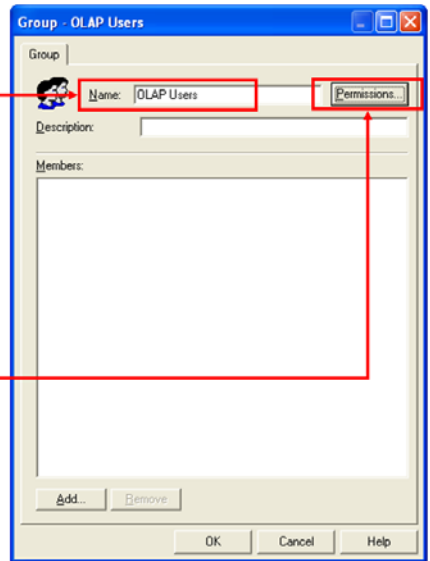 Group - OLAP Users
Group
Name: OLAP Users Permissions...
Description:
Members:
Add... Remove
OK Cancel Help